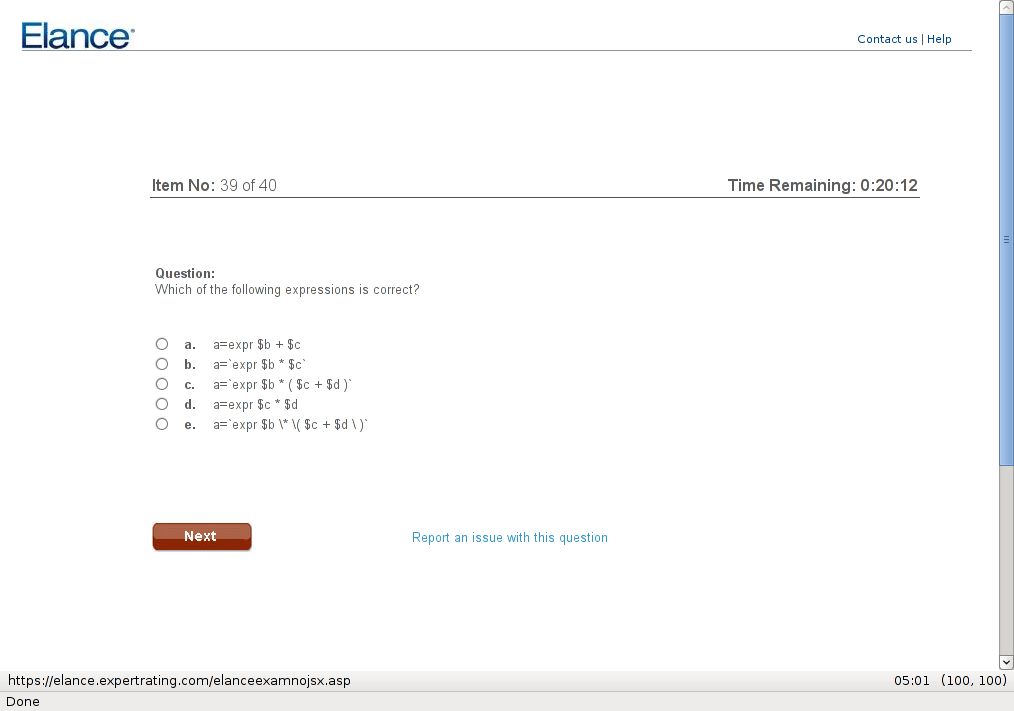 Elance
Contact us | Help
Item No: 39 of 40
Time Remaining: 0:20:12
Question:
Which of the following expressions is correct?
a. a=expr $b + $c
b. a=`expr $b * $c`
c. a=`expr $b * ( $c + $d )`
d. a=expr $c * $d
e. a=`expr $b \* \( $c + $d \ )`
Next
Report an issue with this question
https://elance.expertrating.com/elanceexamnojsx.asp
05:01 (100, 100)
Done